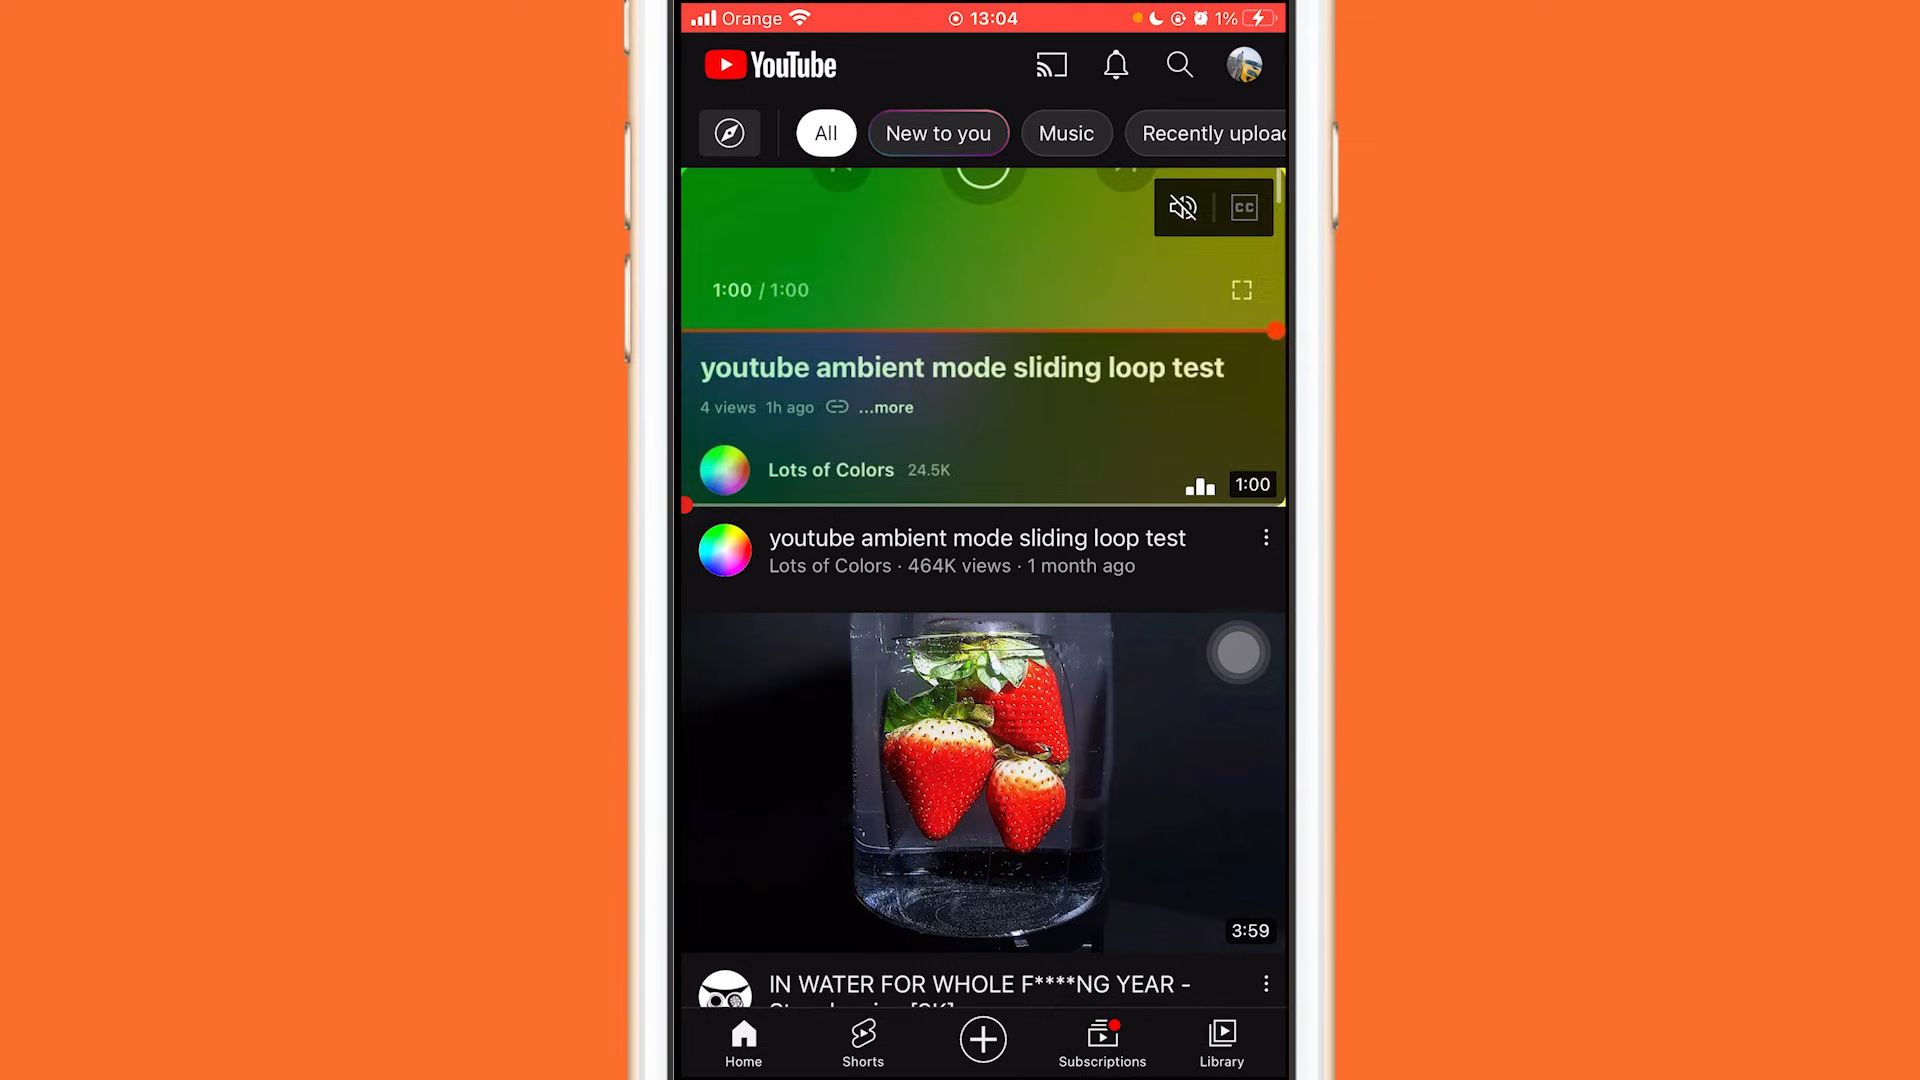 Orange 13:04 1%
YouTube
All New to you Music Recently uploa
CC
1:00 / 1:00
youtube ambient mode sliding loop test
4 views 1h ago ...more
Lots of Colors 24.5K
1:00
youtube ambient mode sliding loop test
Lots of Colors · 464K views · 1 month ago
3:59
IN WATER FOR WHOLE F****NG YEAR -
Home Shorts Subscriptions Library